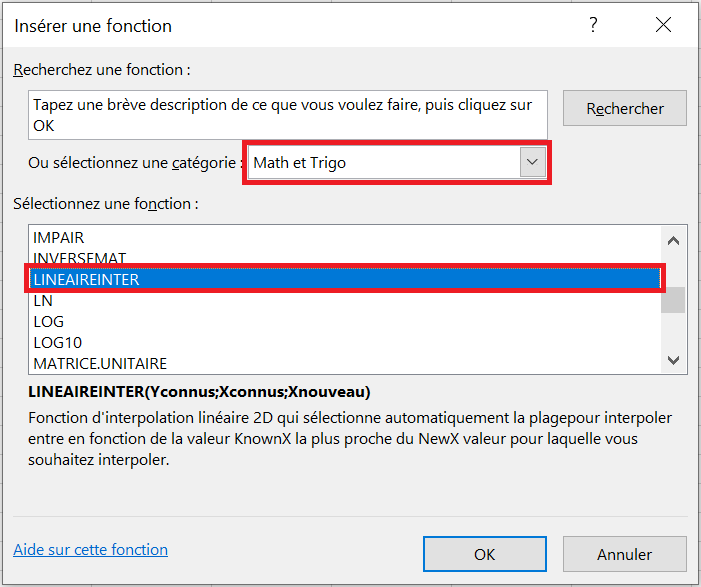 Insérer une fonction ?
Recherchez une fonction :
Tapez une brève description de ce que vous voulez faire, puis cliquez sur
OK
Rechercher
Ou sélectionnez une catégorie : Math et Trigo
Sélectionnez une fonction :
IMPAIR
INVERSEMAT
LINEAIREINTER
LN
LOG
LOG10
MATRICE.UNITAIRE
LINEAIREINTER(Yconnus;Xconnus;Xnouveau)
Fonction d'interpolation linéaire 2D qui sélectionne automatiquement la plagepour interpoler
entre en fonction de la valeur KnownX la plus proche du NewX valeur pour laquelle vous
souhaitez interpoler.
Aide sur cette fonction
OK
Annuler